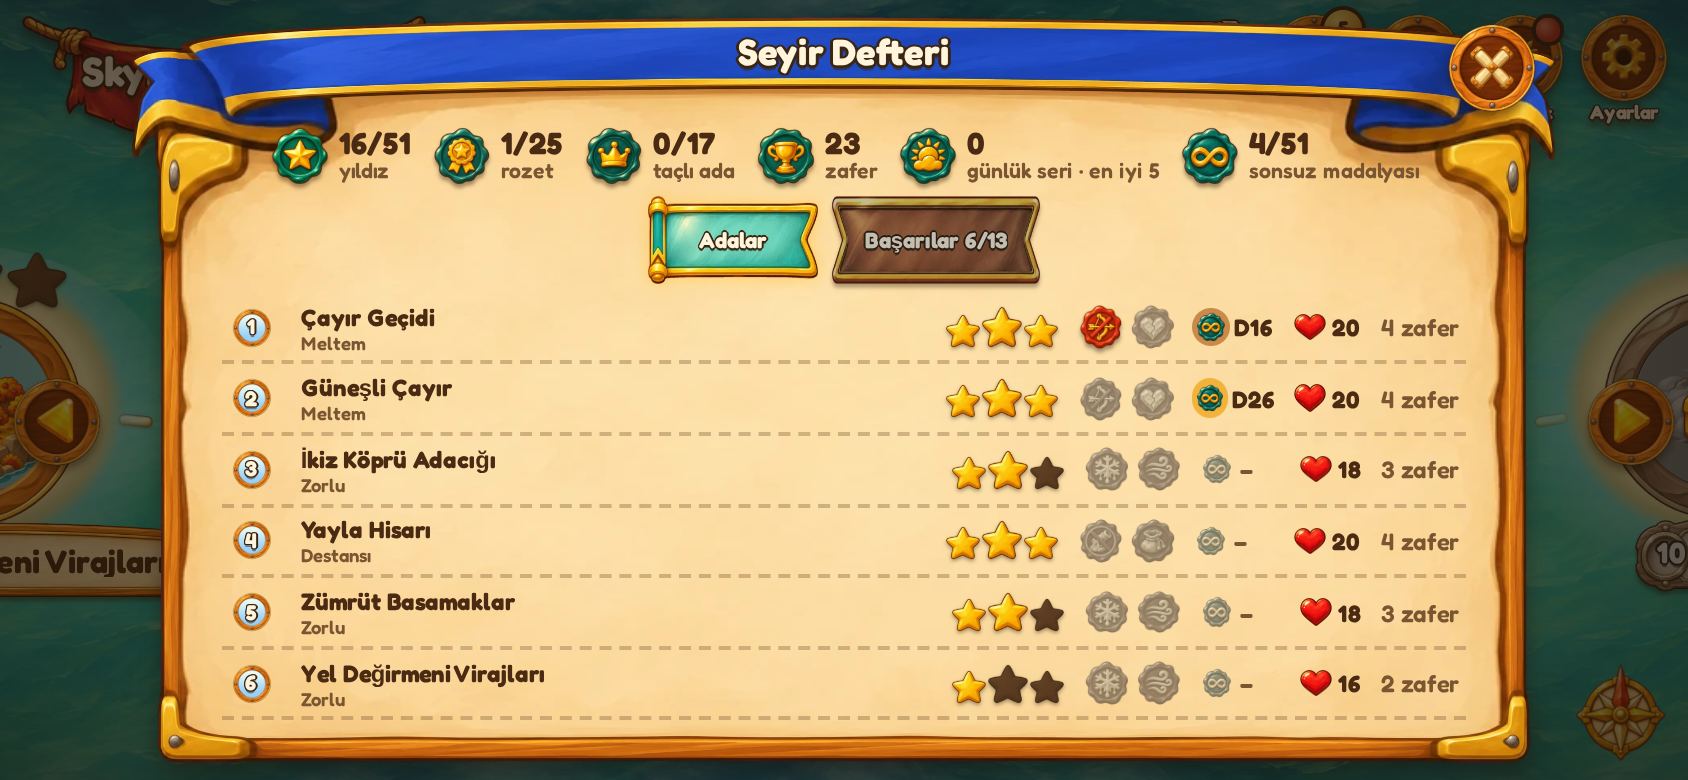 Seyir Defteri
Sky
Ayarlar
16/51
yıldız
1/25
rozet
0/17
taçlı ada
23
zafer
0
günlük seri · en iyi 5
4/51
sonsuz madalyası
Adalar
Başarılar 6/13
1
Çayır Geçidi
Meltem
D16
20
4 zafer
2
Güneşli Çayır
Meltem
D26
20
4 zafer
3
İkiz Köprü Adacığı
Zorlu
–
18
3 zafer
4
Yayla Hisarı
Destansı
–
20
4 zafer
5
Zümrüt Basamaklar
Zorlu
–
18
3 zafer
6
Yel Değirmeni Virajları
Zorlu
–
16
2 zafer
eni Virajları
10